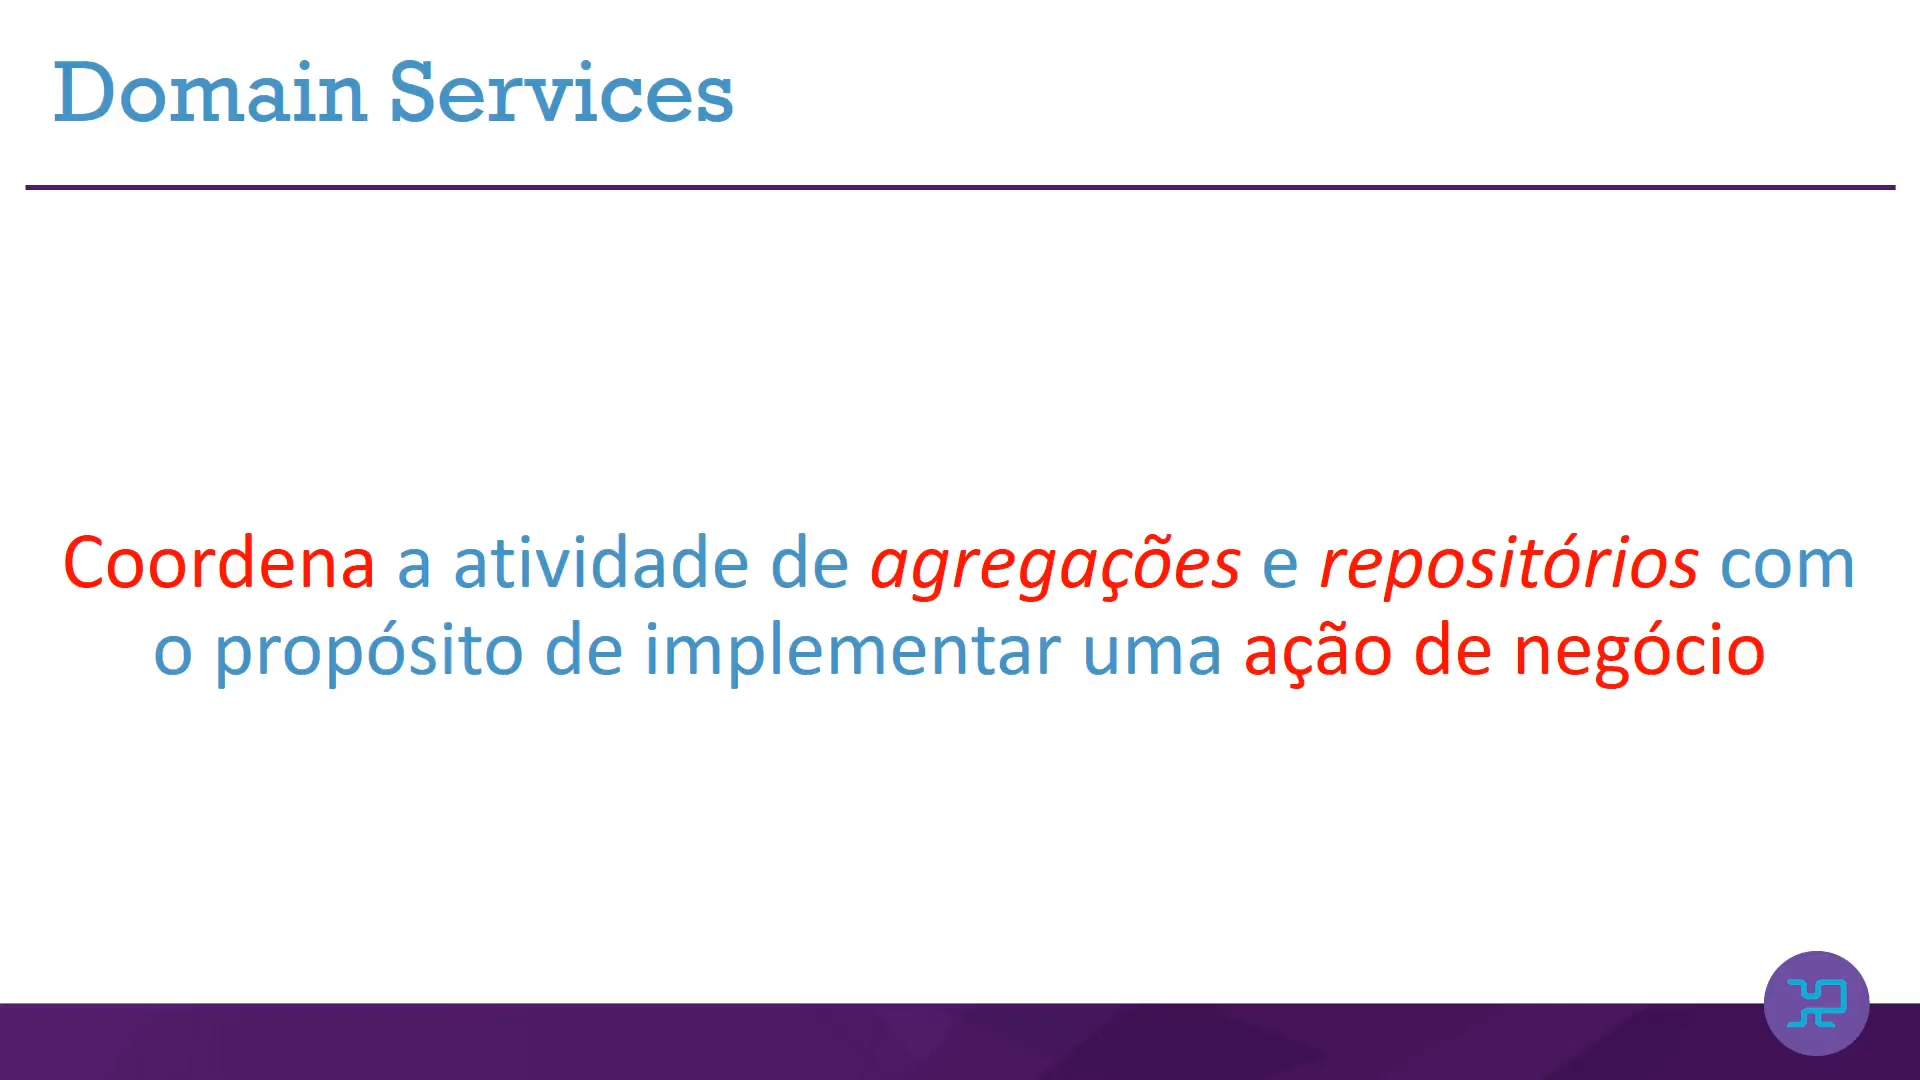 Domain Services
Coordena a atividade de agregações e repositórios com
o propósito de implementar uma ação de negócio